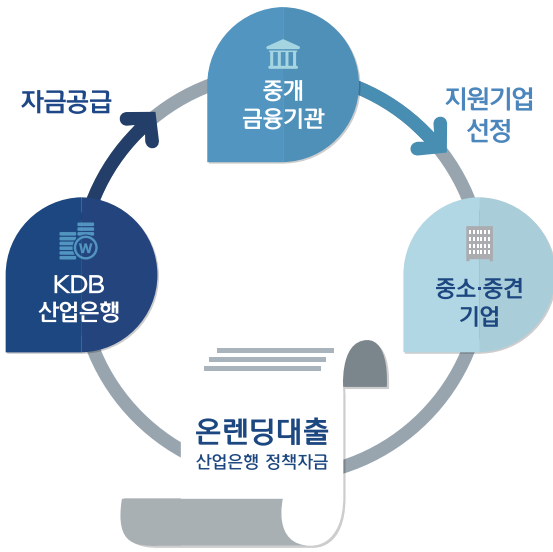 중개
금융기관
자금공급
지원기업
선정
KDB
산업은행
중소·중견
기업
온렌딩대출
산업은행 정책자금